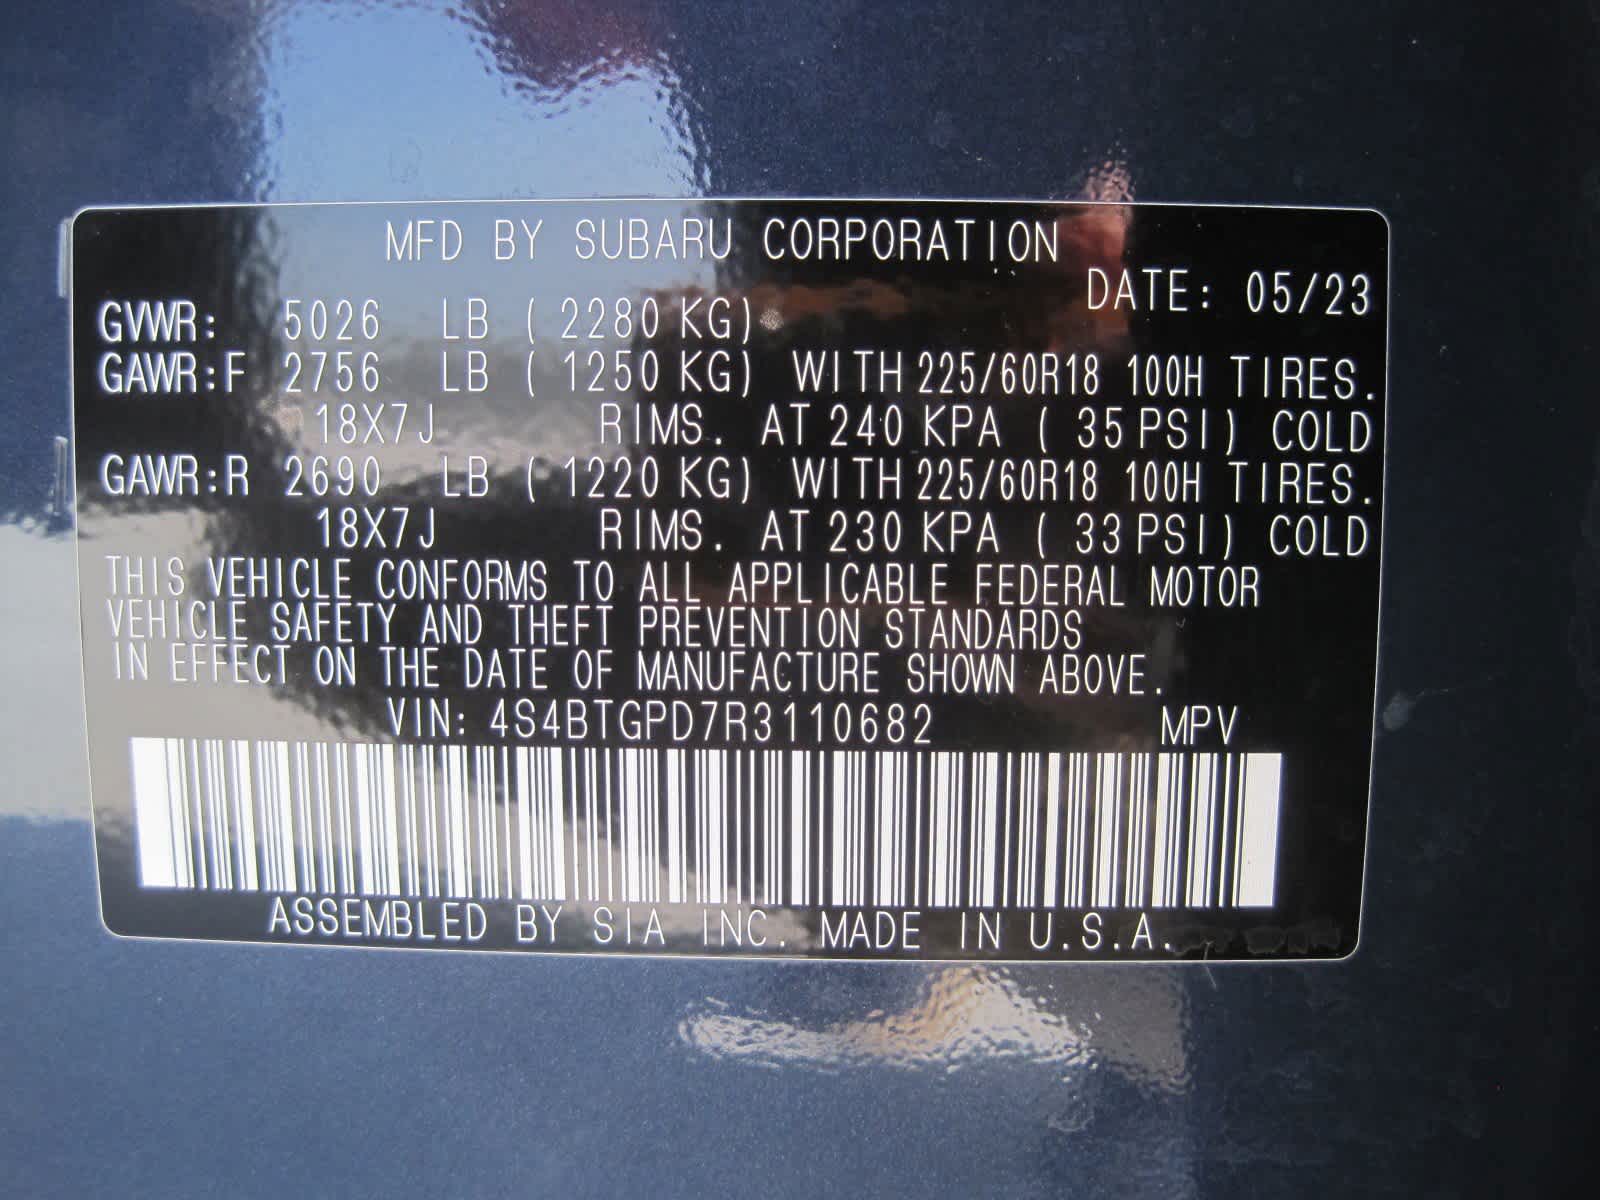 MFD BY SUBARU CORPORATION
DATE: 05/23
GVWR: 5026 LB (2280 KG)
GAWR:F 2756 LB (1250 KG) WITH 225/60R18 100H TIRES.
18X7J RIMS. AT 240 KPA (35 PSI) COLD
GAWR:R 2690 LB (1220 KG) WITH 225/60R18 100H TIRES.
18X7J RIMS. AT 230 KPA (33 PSI) COLD
THIS VEHICLE CONFORMS TO ALL APPLICABLE FEDERAL MOTOR
VEHICLE SAFETY AND THEFT PREVENTION STANDARDS
IN EFFECT ON THE DATE OF MANUFACTURE SHOWN ABOVE.
VIN: 4S4BTGPD7R3110682 MPV
ASSEMBLED BY SIA INC. MADE IN U.S.A.